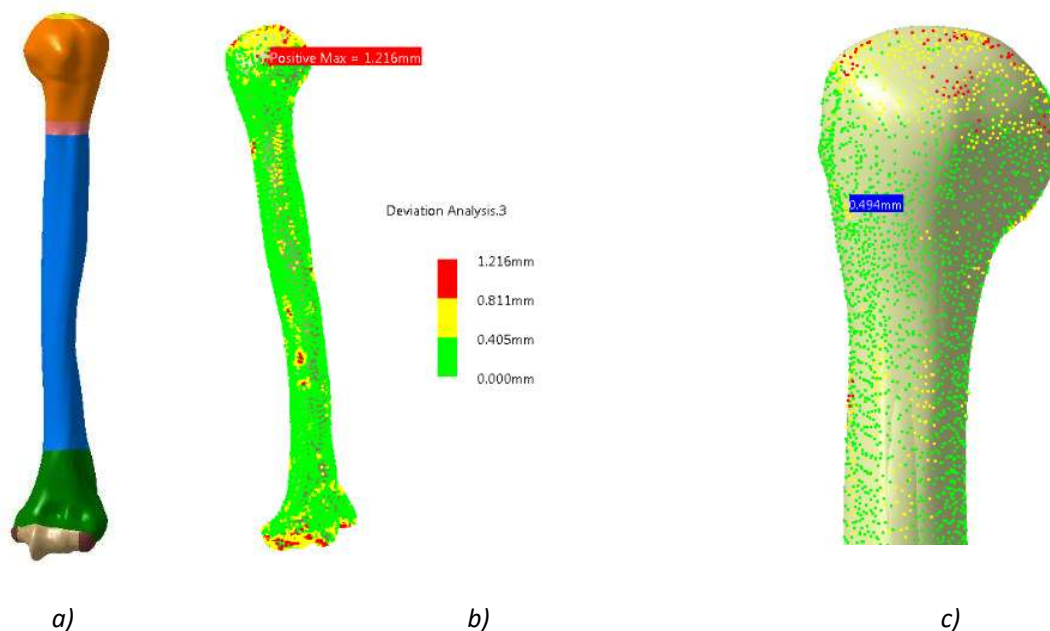 Positive Max = 1.216mm
Deviation Analysis.3
1.216mm
0.811mm
0.405mm
0.000mm
0.494mm
a)
b)
c)